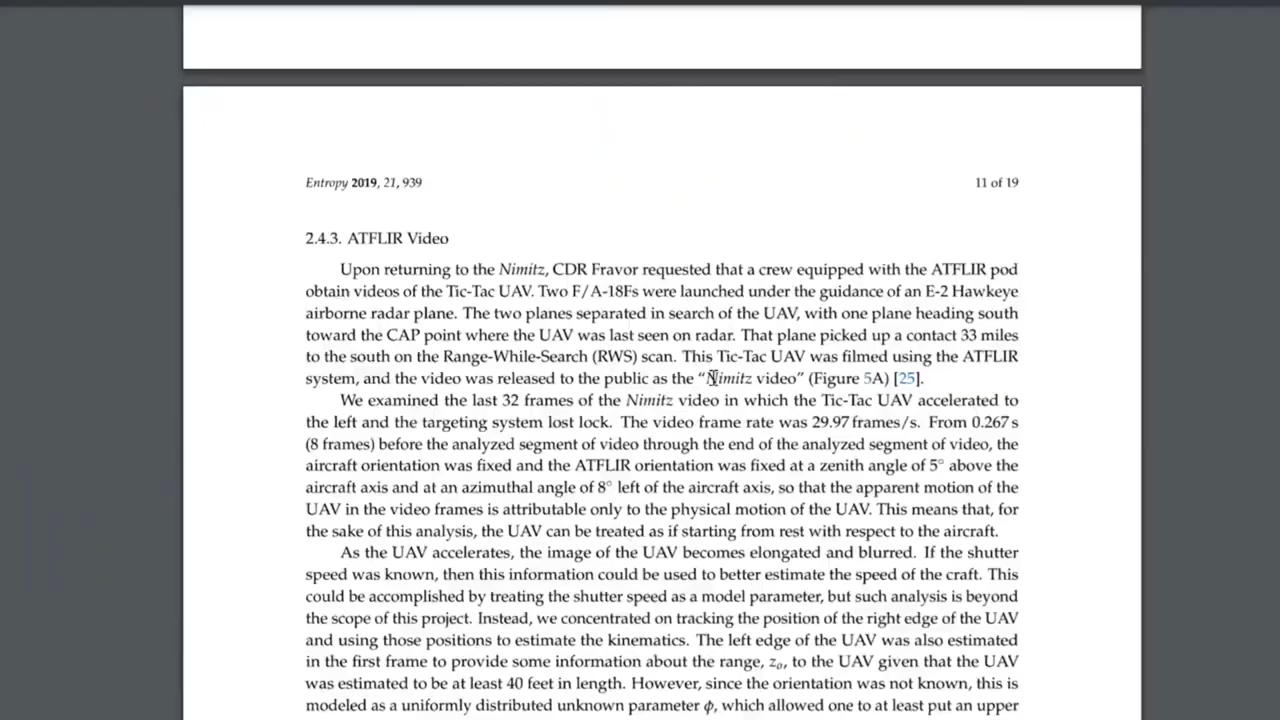 Entropy 2019, 21, 939
11 of 19
2.4.3. ATFLIR Video
Upon returning to the Nimitz, CDR Fravor requested that a crew equipped with the ATFLIR pod
obtain videos of the Tic-Tac UAV. Two F/A-18Fs were launched under the guidance of an E-2 Hawkeye
airborne radar plane. The two planes separated in search of the UAV, with one plane heading south
toward the CAP point where the UAV was last seen on radar. That plane picked up a contact 33 miles
to the south on the Range-While-Search (RWS) scan. This Tic-Tac UAV was filmed using the ATFLIR
system, and the video was released to the public as the “Nimitz video” (Figure 5A) [25].
We examined the last 32 frames of the Nimitz video in which the Tic-Tac UAV accelerated to
the left and the targeting system lost lock. The video frame rate was 29.97 frames/s. From 0.267 s
(8 frames) before the analyzed segment of video through the end of the analyzed segment of video, the
aircraft orientation was fixed and the ATFLIR orientation was fixed at a zenith angle of 5° above the
aircraft axis and at an azimuthal angle of 8° left of the aircraft axis, so that the apparent motion of the
UAV in the video frames is attributable only to the physical motion of the UAV. This means that, for
the sake of this analysis, the UAV can be treated as if starting from rest with respect to the aircraft.
As the UAV accelerates, the image of the UAV becomes elongated and blurred. If the shutter
speed was known, then this information could be used to better estimate the speed of the craft. This
could be accomplished by treating the shutter speed as a model parameter, but such analysis is beyond
the scope of this project. Instead, we concentrated on tracking the position of the right edge of the UAV
and using those positions to estimate the kinematics. The left edge of the UAV was also estimated
in the first frame to provide some information about the range, zₒ, to the UAV given that the UAV
was estimated to be at least 40 feet in length. However, since the orientation was not known, this is
modeled as a uniformly distributed unknown parameter ϕ, which allowed one to at least put an upper